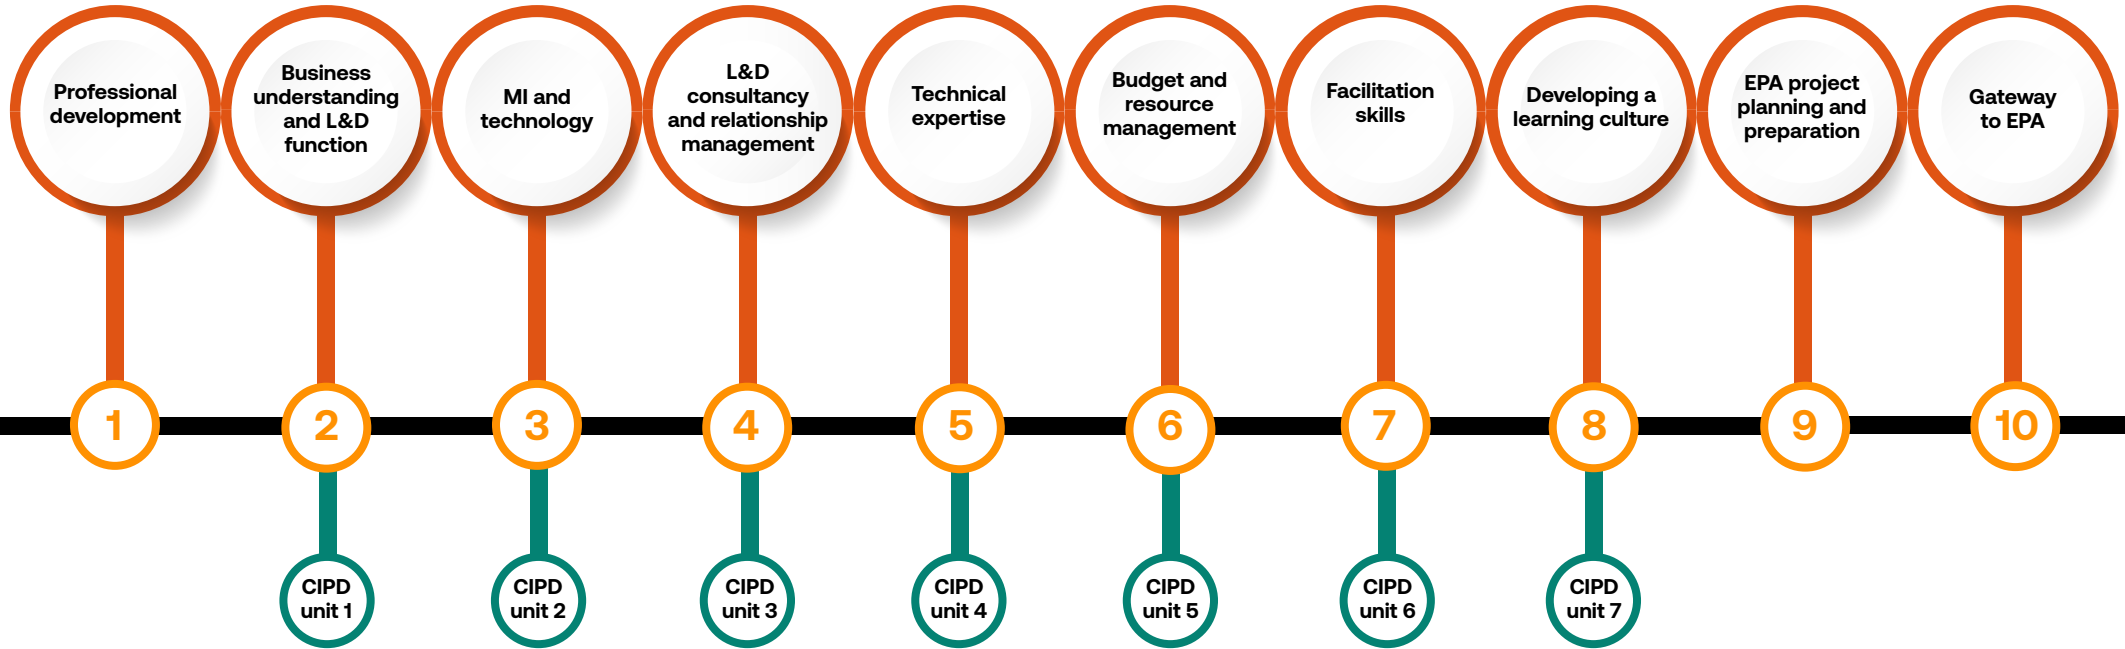 Professional
development
Business
understanding
and L&D
function
MI and
technology
L&D
consultancy
and relationship
management
Technical
expertise
Budget and
resource
management
Facilitation
skills
Developing a
learning culture
EPA project
planning and
preparation
Gateway
to EPA
1
2
3
4
5
6
7
8
9
10
CIPD
unit 1
CIPD
unit 2
CIPD
unit 3
CIPD
unit 4
CIPD
unit 5
CIPD
unit 6
CIPD
unit 7